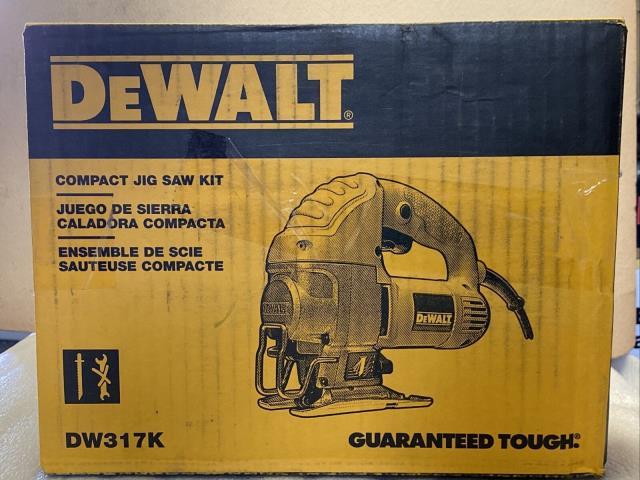 DEWALT®
COMPACT JIG SAW KIT
JUEGO DE SIERRA
CALADORA COMPACTA
ENSEMBLE DE SCIE
SAUTEUSE COMPACTE
DEWALT
DEWALT
DW317K
GUARANTEED TOUGH®